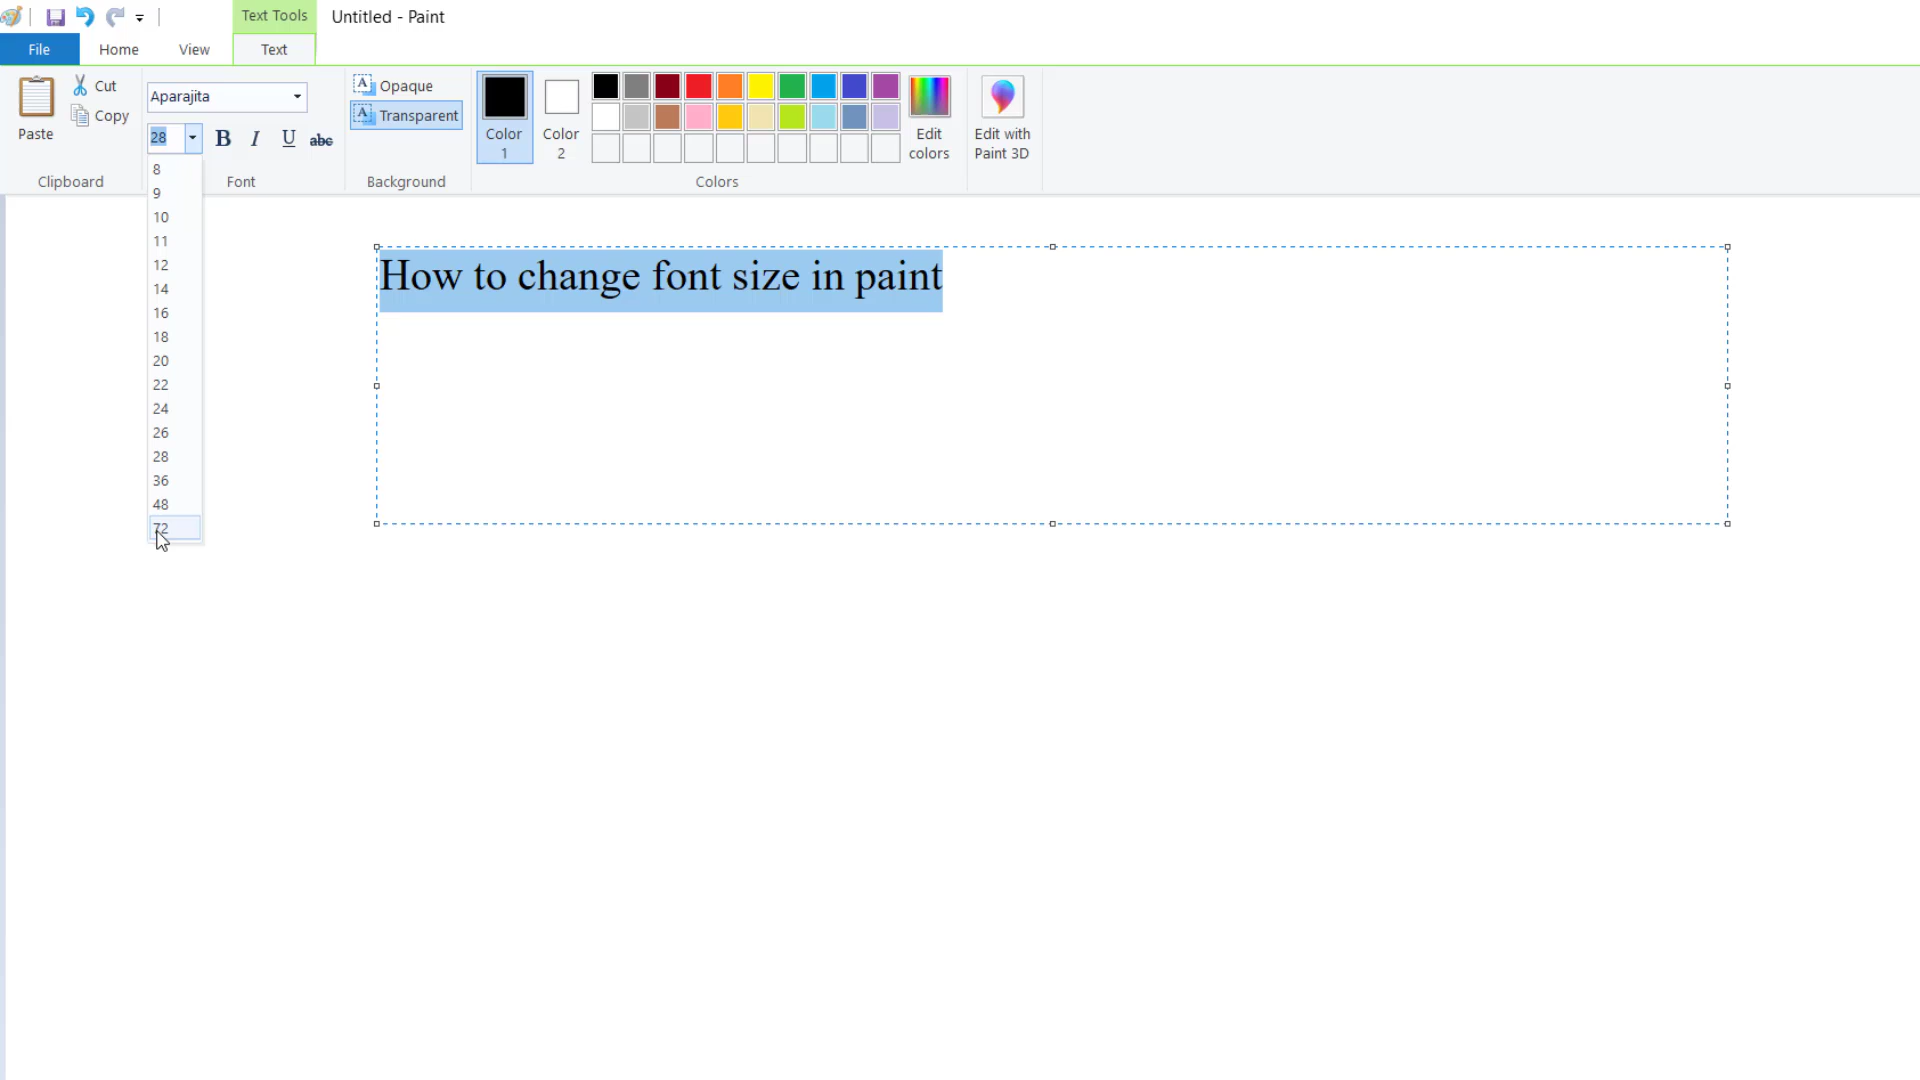 Text Tools
Untitled - Paint
File
Home
View
Text
Paste
Cut
Copy
Clipboard
Aparajita
28
B
I
U
abc
Font
8
9
10
11
12
14
16
18
20
22
24
26
28
36
48
72
A Opaque
A Transparent
Background
Color
1
Color
2
Edit
colors
Colors
Edit with
Paint 3D
How to change font size in paint